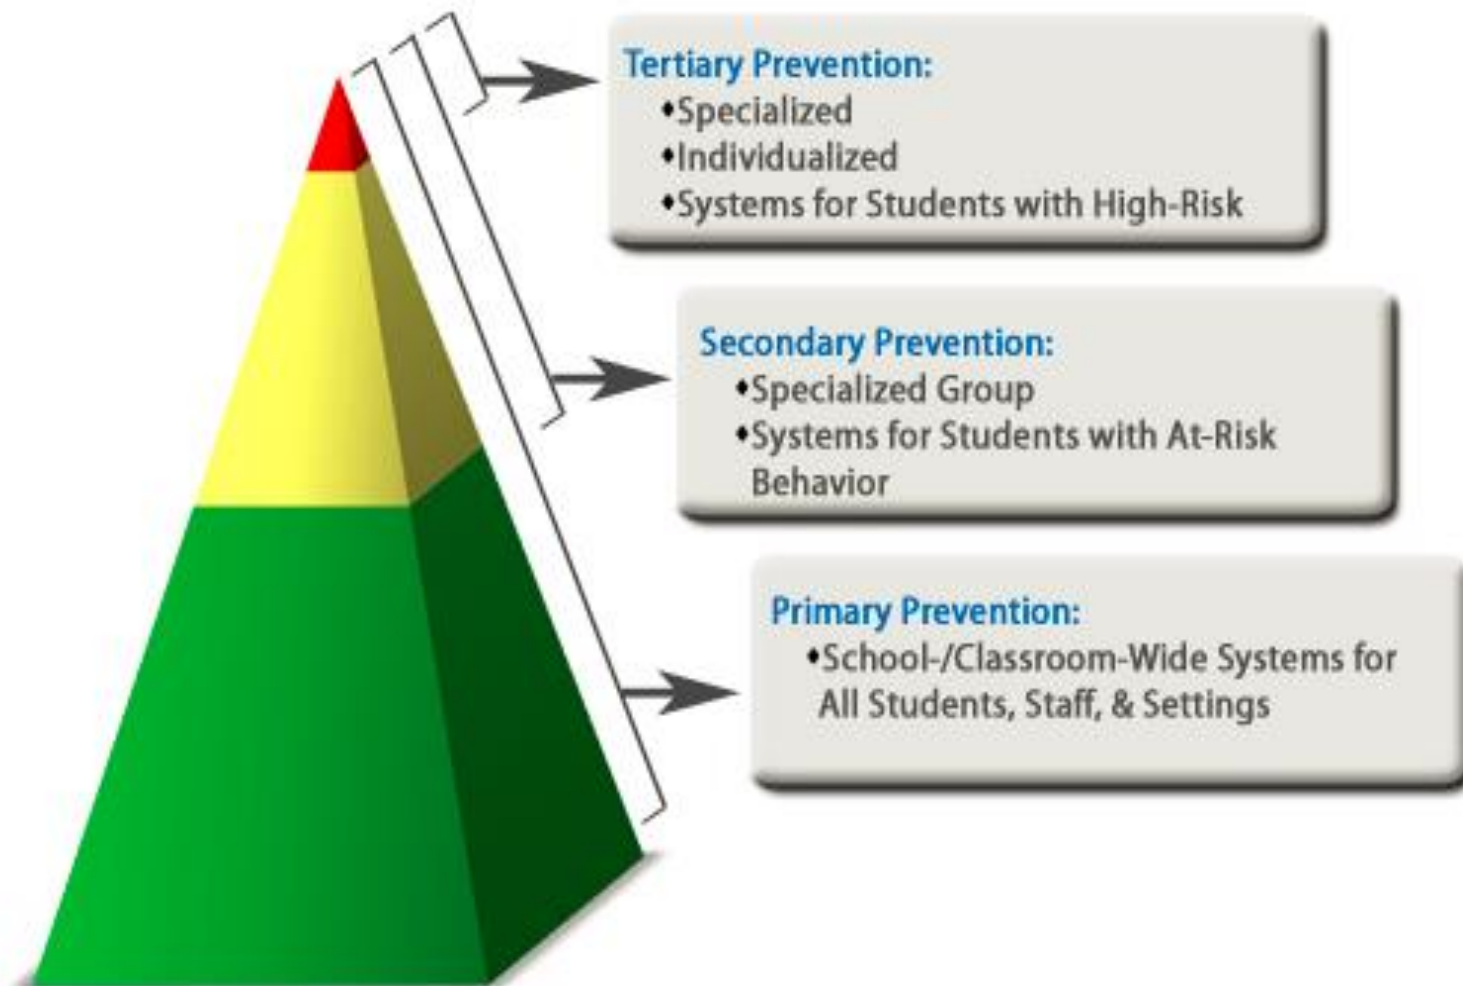 Tertiary Prevention:
♦Specialized
♦Individualized
♦Systems for Students with High-Risk
Secondary Prevention:
♦Specialized Group
♦Systems for Students with At-Risk
Behavior
Primary Prevention:
♦School-/Classroom-Wide Systems for
All Students, Staff, & Settings